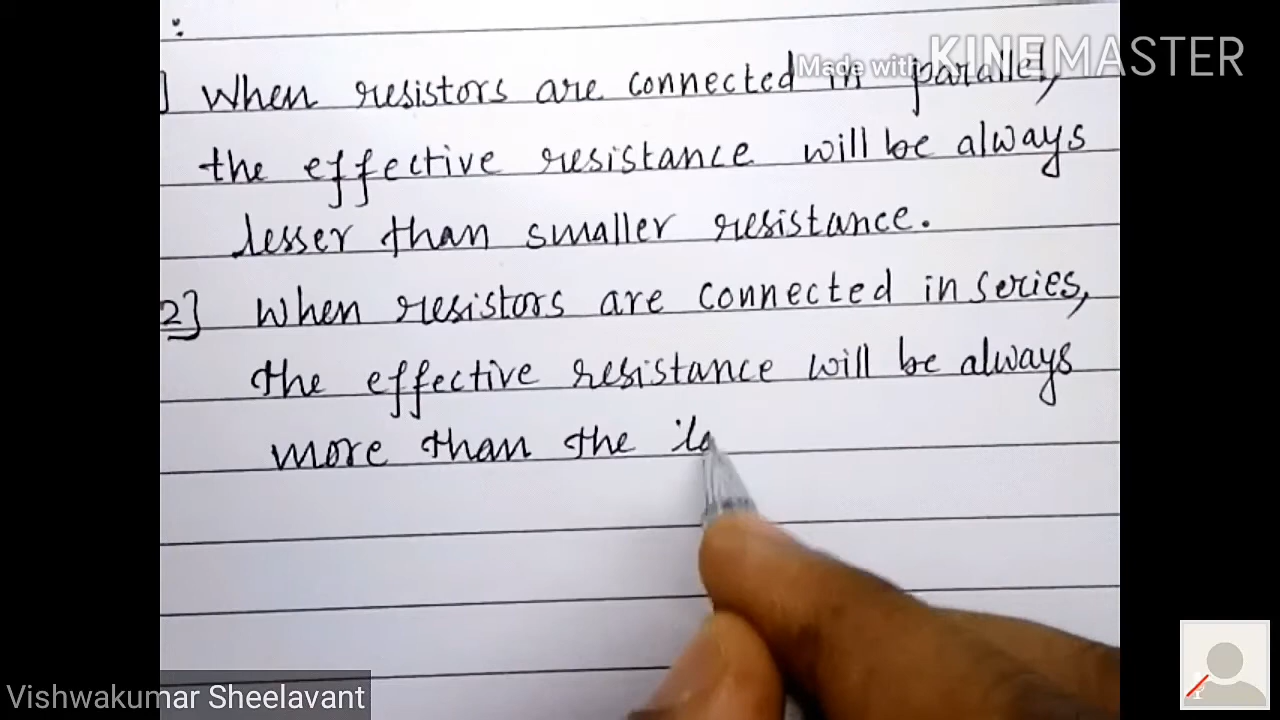 :
Made with KINEMASTER
] When resistors are connected in parallel,
the effective resistance will be always
lesser than smaller resistance.
2] When resistors are connected in series,
the effective resistance will be always
more than the
Vishwakumar Sheelavant